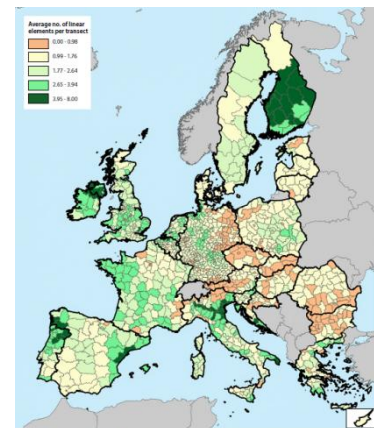 Average no. of linear
elements per transect
0.00 - 0.98
0.99 - 1.76
1.77 - 2.64
2.65 - 3.94
3.95 - 8.00